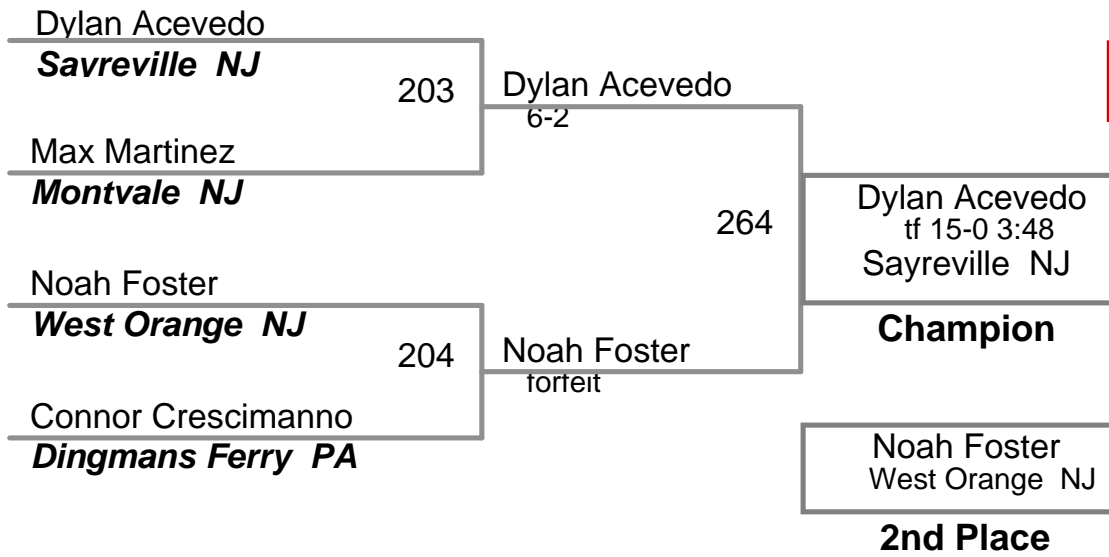 Dylan Acevedo
Sayreville NJ
203
Dylan Acevedo
6-2
Max Martinez
Montvale NJ
264
Dylan Acevedo
tf 15-0 3:48
Sayreville NJ
Champion
Noah Foster
West Orange NJ
204
Noah Foster
forfeit
Connor Crescimanno
Dingmans Ferry PA
Noah Foster
West Orange NJ
2nd Place